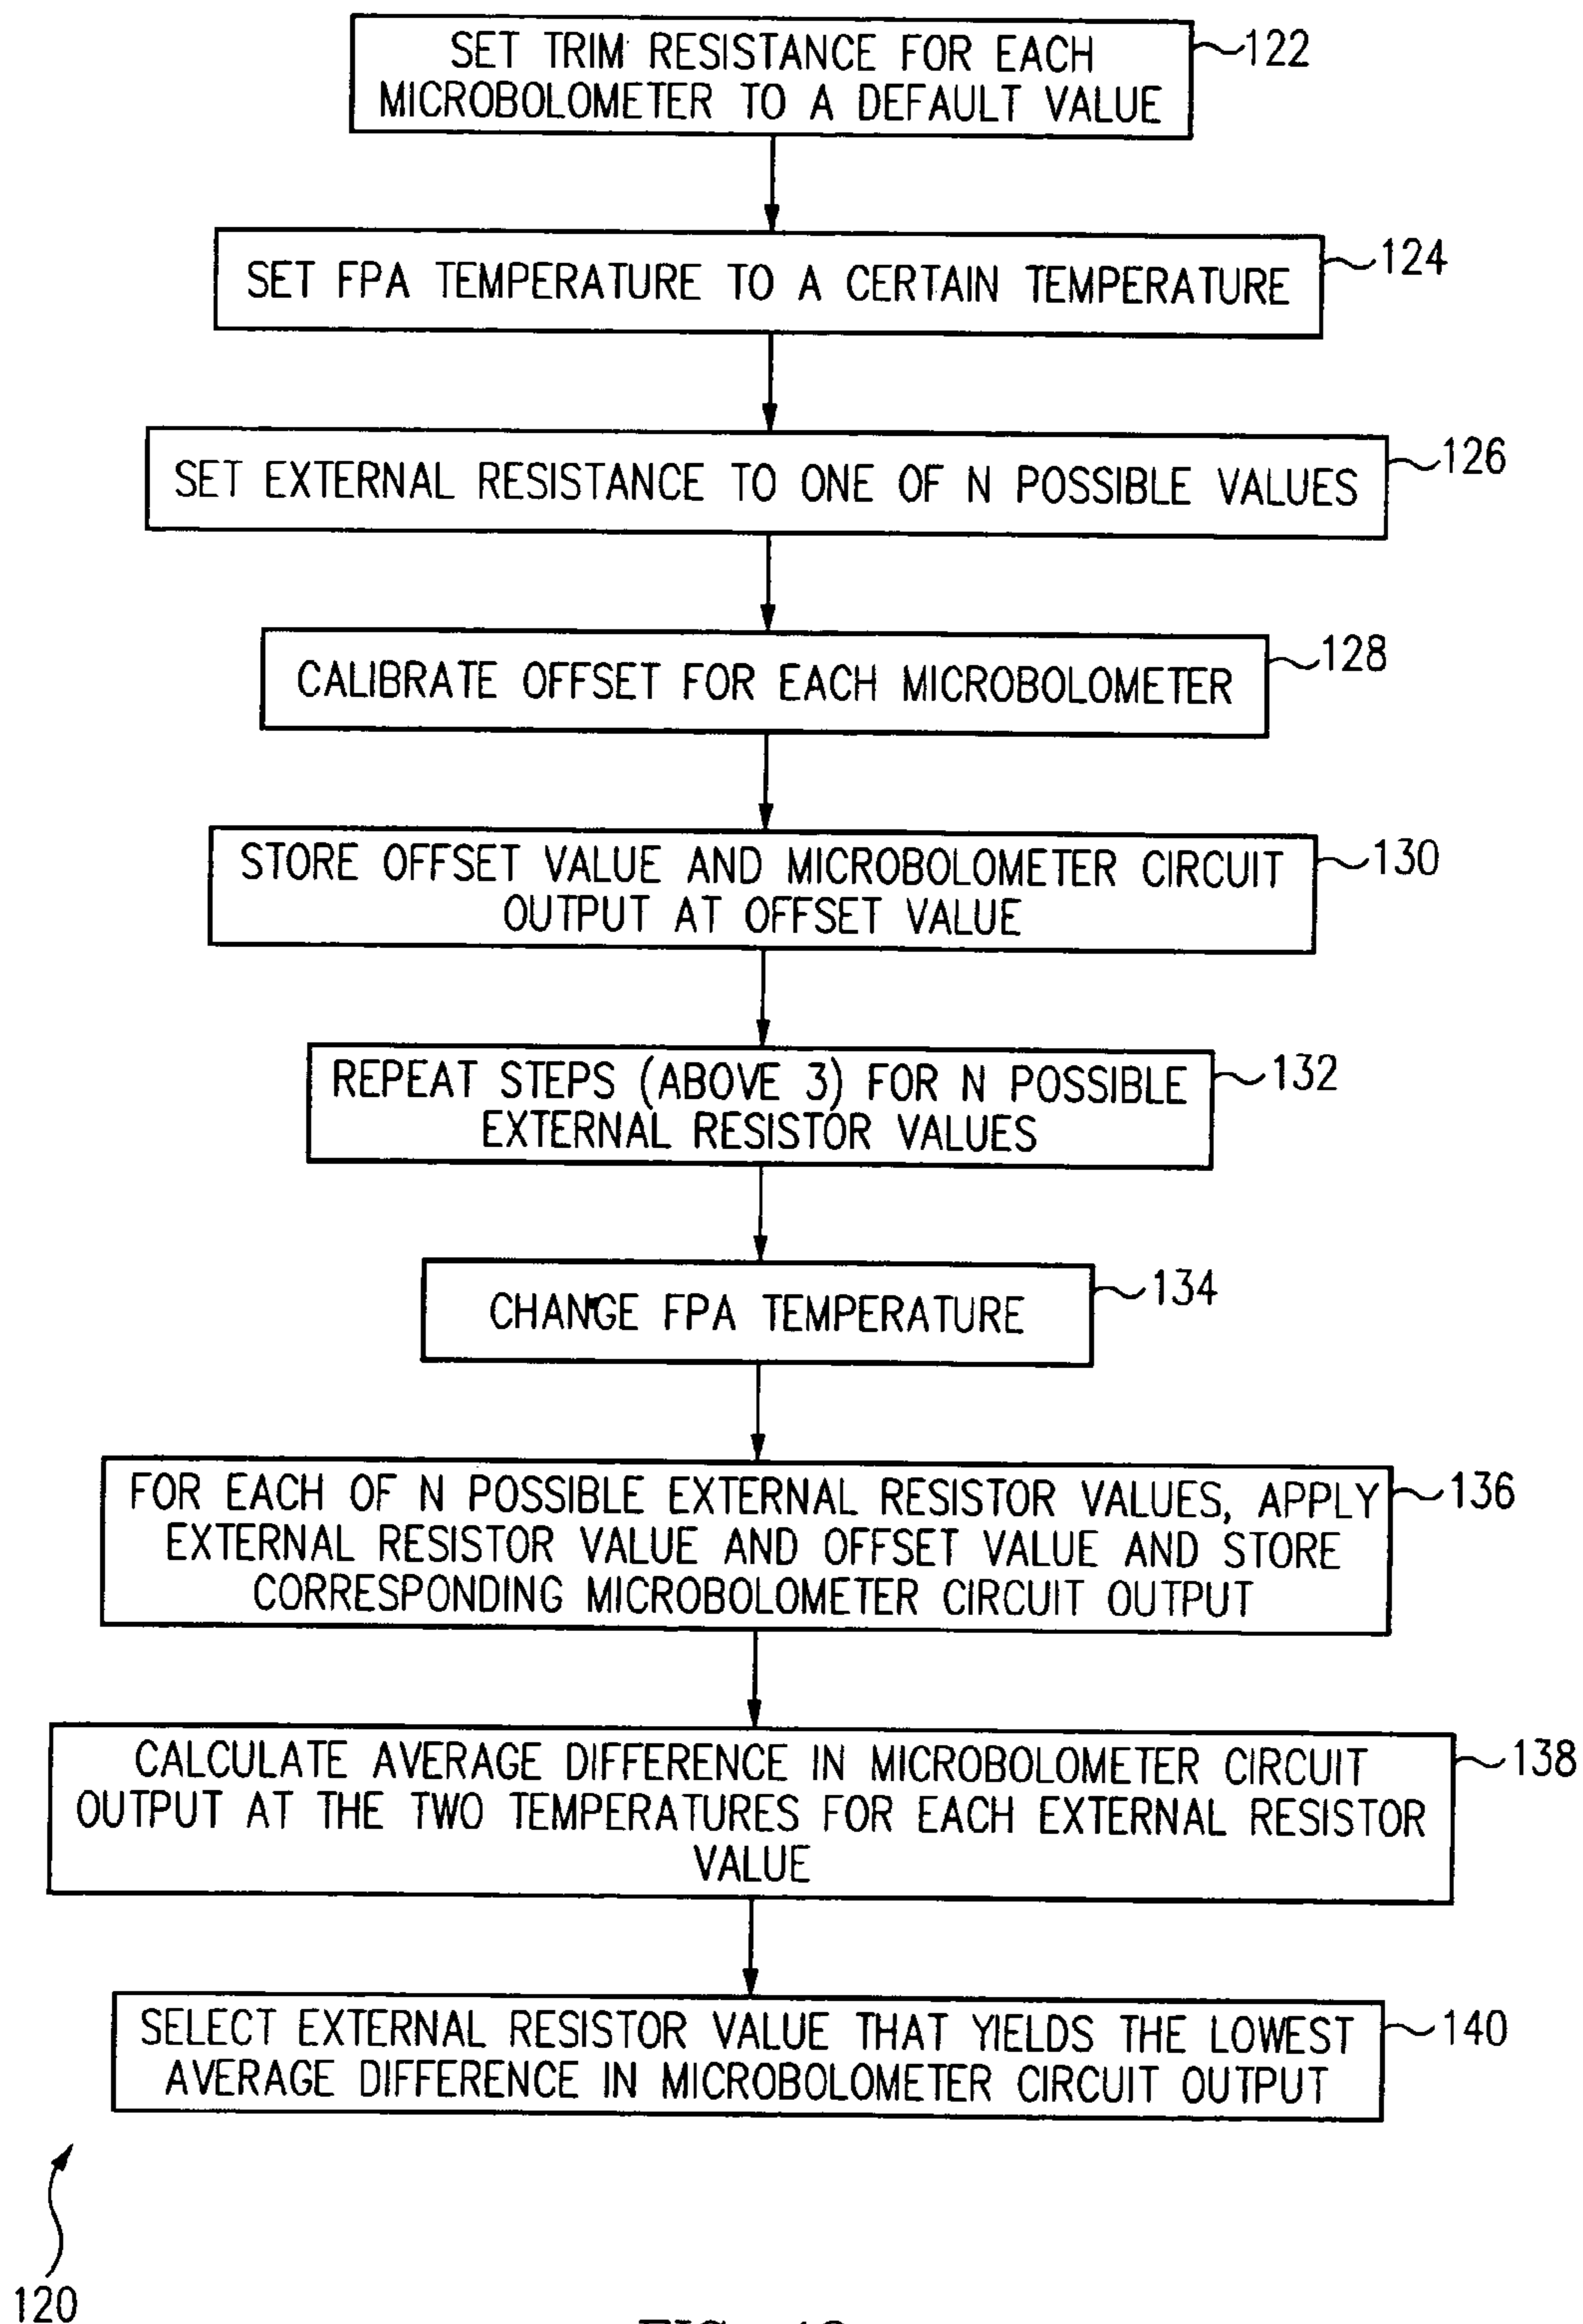 SET TRIM RESISTANCE FOR EACH
MICROBOLOMETER TO A DEFAULT VALUE
122
SET FPA TEMPERATURE TO A CERTAIN TEMPERATURE
124
SET EXTERNAL RESISTANCE TO ONE OF N POSSIBLE VALUES
126
CALIBRATE OFFSET FOR EACH MICROBOLOMETER
128
STORE OFFSET VALUE AND MICROBOLOMETER CIRCUIT
OUTPUT AT OFFSET VALUE
130
REPEAT STEPS (ABOVE 3) FOR N POSSIBLE
EXTERNAL RESISTOR VALUES
132
CHANGE FPA TEMPERATURE
134
FOR EACH OF N POSSIBLE EXTERNAL RESISTOR VALUES, APPLY
EXTERNAL RESISTOR VALUE AND OFFSET VALUE AND STORE
CORRESPONDING MICROBOLOMETER CIRCUIT OUTPUT
136
CALCULATE AVERAGE DIFFERENCE IN MICROBOLOMETER CIRCUIT
OUTPUT AT THE TWO TEMPERATURES FOR EACH EXTERNAL RESISTOR
VALUE
138
SELECT EXTERNAL RESISTOR VALUE THAT YIELDS THE LOWEST
AVERAGE DIFFERENCE IN MICROBOLOMETER CIRCUIT OUTPUT
140
120